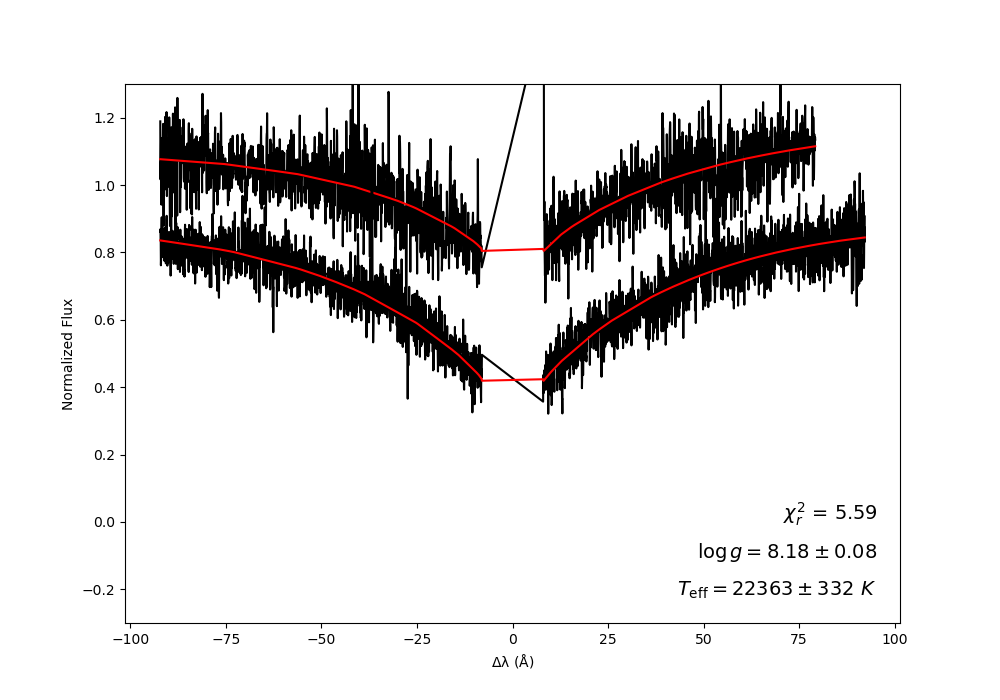 1.2
1.0
0.8
0.6
0.4
0.2
0.0
−0.2
Normalized Flux
χ²ᵣ = 5.59
log g = 8.18 ± 0.08
T_eff = 22363 ± 332 K
−100 −75 −50 −25 0 25 50 75 100
Δλ (Å)